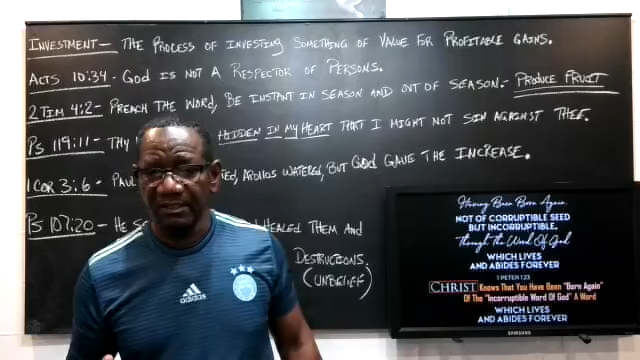 INVESTMENT - THE PROCESS OF INVESTING SOMETHING OF VALUE FOR PROFITABLE GAINS.
ACTS 10:34 - GOD IS NOT A RESPECTOR OF PERSONS.
2 TIM 4:2 - PREACH THE WORD, BE INSTANT IN SEASON AND OUT OF SEASON. - PRODUCE FRUIT
PS 119:11 - THY HIDDEN IN MY HEART THAT I MIGHT NOT SIN AGAINST THEE.
1 COR 3:6 - PAUL TED, APOLLOS WATERED, BUT GOD GAVE THE INCREASE.
PS 107:20 - HE S HEALED THEM AND
DESTRUCTIONS.
(UNBELIEF)
adidas
Having Been Born Again,
NOT OF CORRUPTIBLE SEED
BUT INCORRUPTIBLE,
Through The Word Of God
WHICH LIVES
AND ABIDES FOREVER
1 PETER 1:23
CHRIST Knows That You Have Been "Born Again"
Of The "Incorruptible Word Of God" A Word
WHICH LIVES
AND ABIDES FOREVER
SAMSUNG